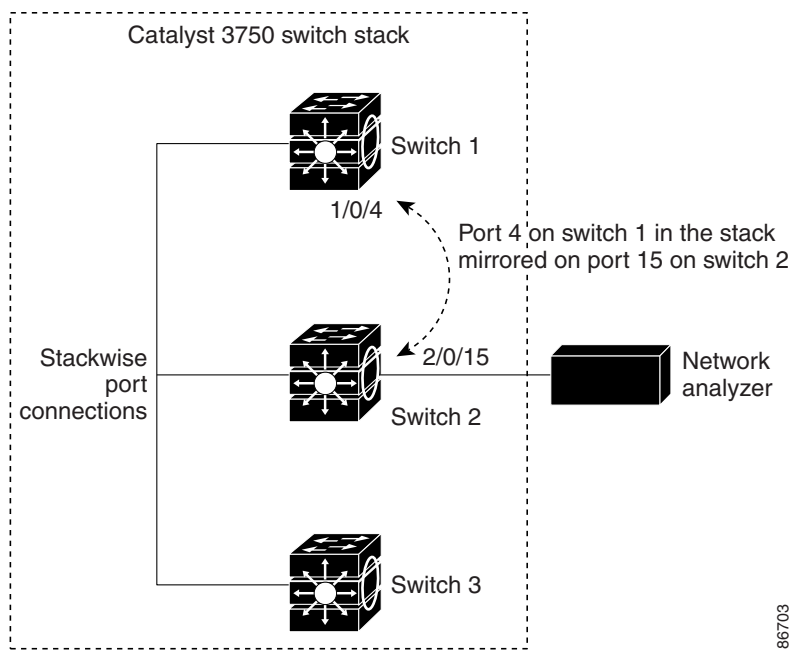 Catalyst 3750 switch stack
Switch 1
1/0/4
Port 4 on switch 1 in the stack
mirrored on port 15 on switch 2
Stackwise
port
connections
2/0/15
Switch 2
Network
analyzer
Switch 3
86703